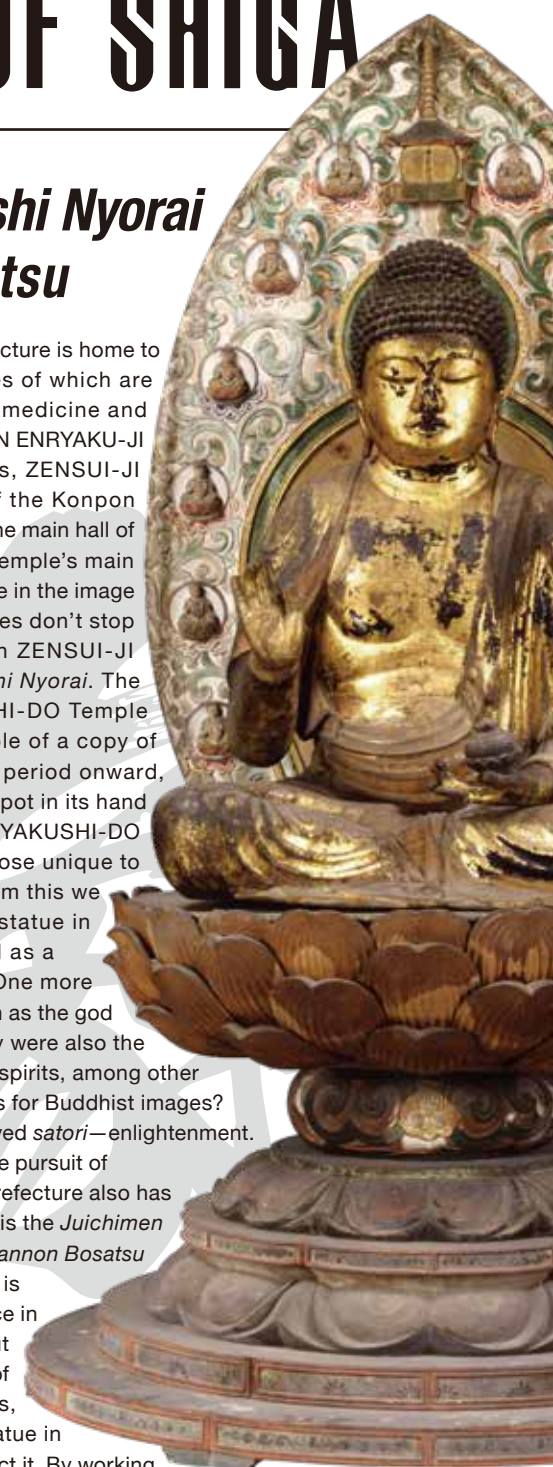 OF SHIGA
shi Nyorai
tsu
cture is home to
es of which are
medicine and
N ENRYAKU-JI
s, ZENSUI-JI
f the Konpon
ne main hall of
emple's main
e in the image
es don't stop
n ZENSUI-JI
hi Nyorai. The
HI-DO Temple
ole of a copy of
period onward,
pot in its hand
YAKUSHI-DO
ose unique to
m this we
statue in
d as a
One more
n as the god
y were also the
spirits, among other
s for Buddhist images?
ved satori—enlightenment.
e pursuit of
refecture also has
is the Juichimen
annon Bosatsu
is
ce in
ut
of
s,
atue in
ct it. By working